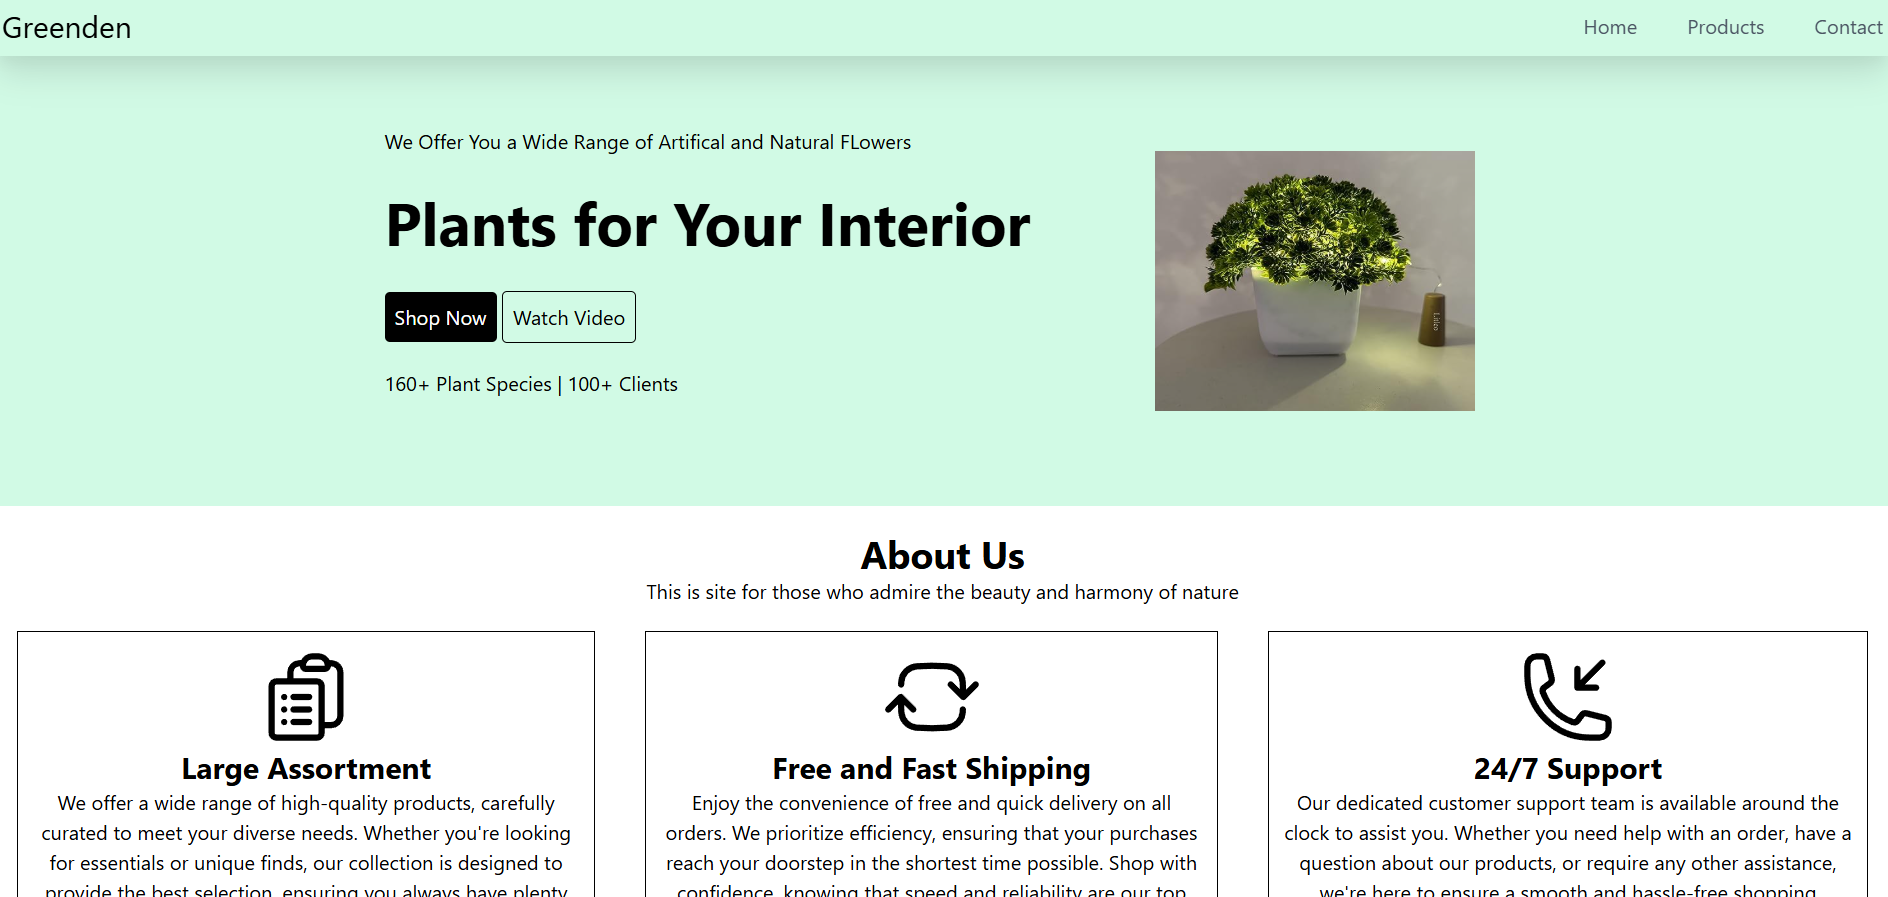 Greenden
Home Products Contact
We Offer You a Wide Range of Artifical and Natural FLowers
Plants for Your Interior
Shop Now Watch Video
160+ Plant Species | 100+ Clients
About Us
This is site for those who admire the beauty and harmony of nature
Large Assortment
We offer a wide range of high-quality products, carefully
curated to meet your diverse needs. Whether you're looking
for essentials or unique finds, our collection is designed to
provide the best selection, ensuring you always have plenty
Free and Fast Shipping
Enjoy the convenience of free and quick delivery on all
orders. We prioritize efficiency, ensuring that your purchases
reach your doorstep in the shortest time possible. Shop with
confidence, knowing that speed and reliability are our top
24/7 Support
Our dedicated customer support team is available around the
clock to assist you. Whether you need help with an order, have a
question about our products, or require any other assistance,
we're here to ensure a smooth and hassle-free shopping